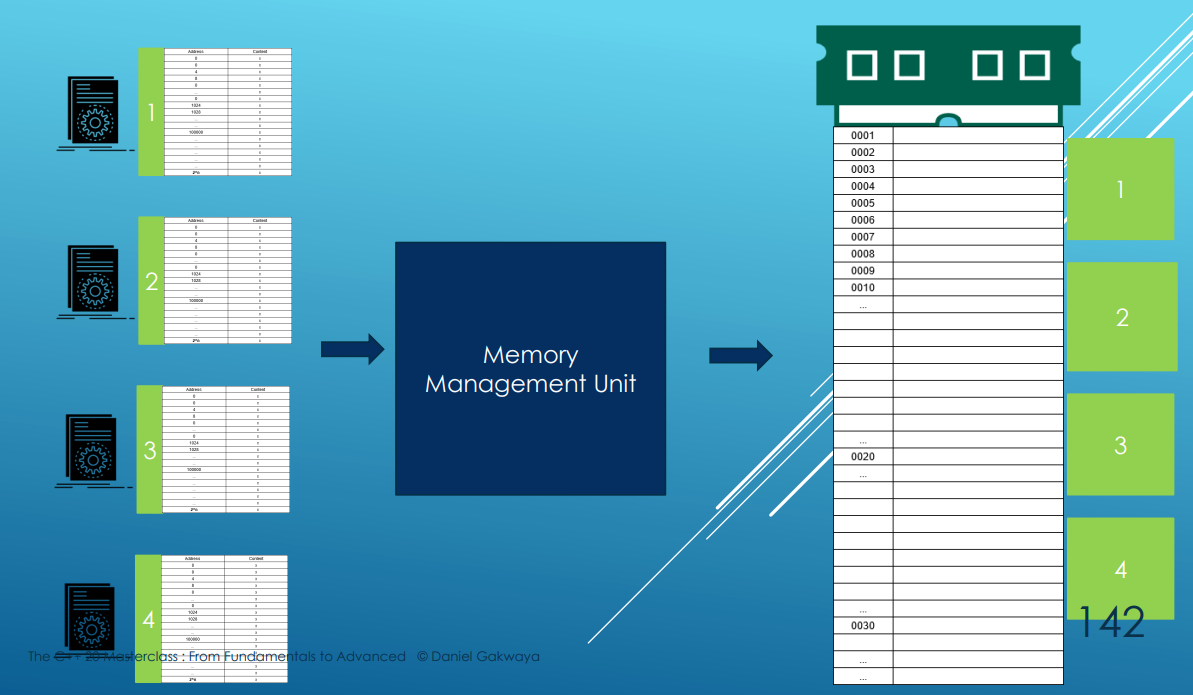 1
Address Content
0 x
0 x
4 x
8 x
0 x
... x
0 x
1024 x
1028 x
... x
... x
100000 x
... x
... x
... x
... x
... x
2
Address Content
0 x
0 x
4 x
8 x
0 x
... x
0 x
1024 x
1028 x
... x
... x
100000 x
... x
... x
... x
... x
... x
3
Address Content
0 x
0 x
4 x
8 x
0 x
... x
0 x
1024 x
1028 x
... x
... x
100000 x
... x
... x
... x
... x
... x
4
Address Content
0 x
0 x
4 x
8 x
0 x
... x
0 x
1024 x
1028 x
... x
... x
100000 x
... x
... x
... x
... x
... x
Memory
Management Unit
0001
0002
0003
0004
0005
0006
0007
0008
0009
0010
...
...
0020
...
...
0030
...
...
1
2
3
4
The C++ 20 Masterclass : From Fundamentals to Advanced © Daniel Gakwaya
142